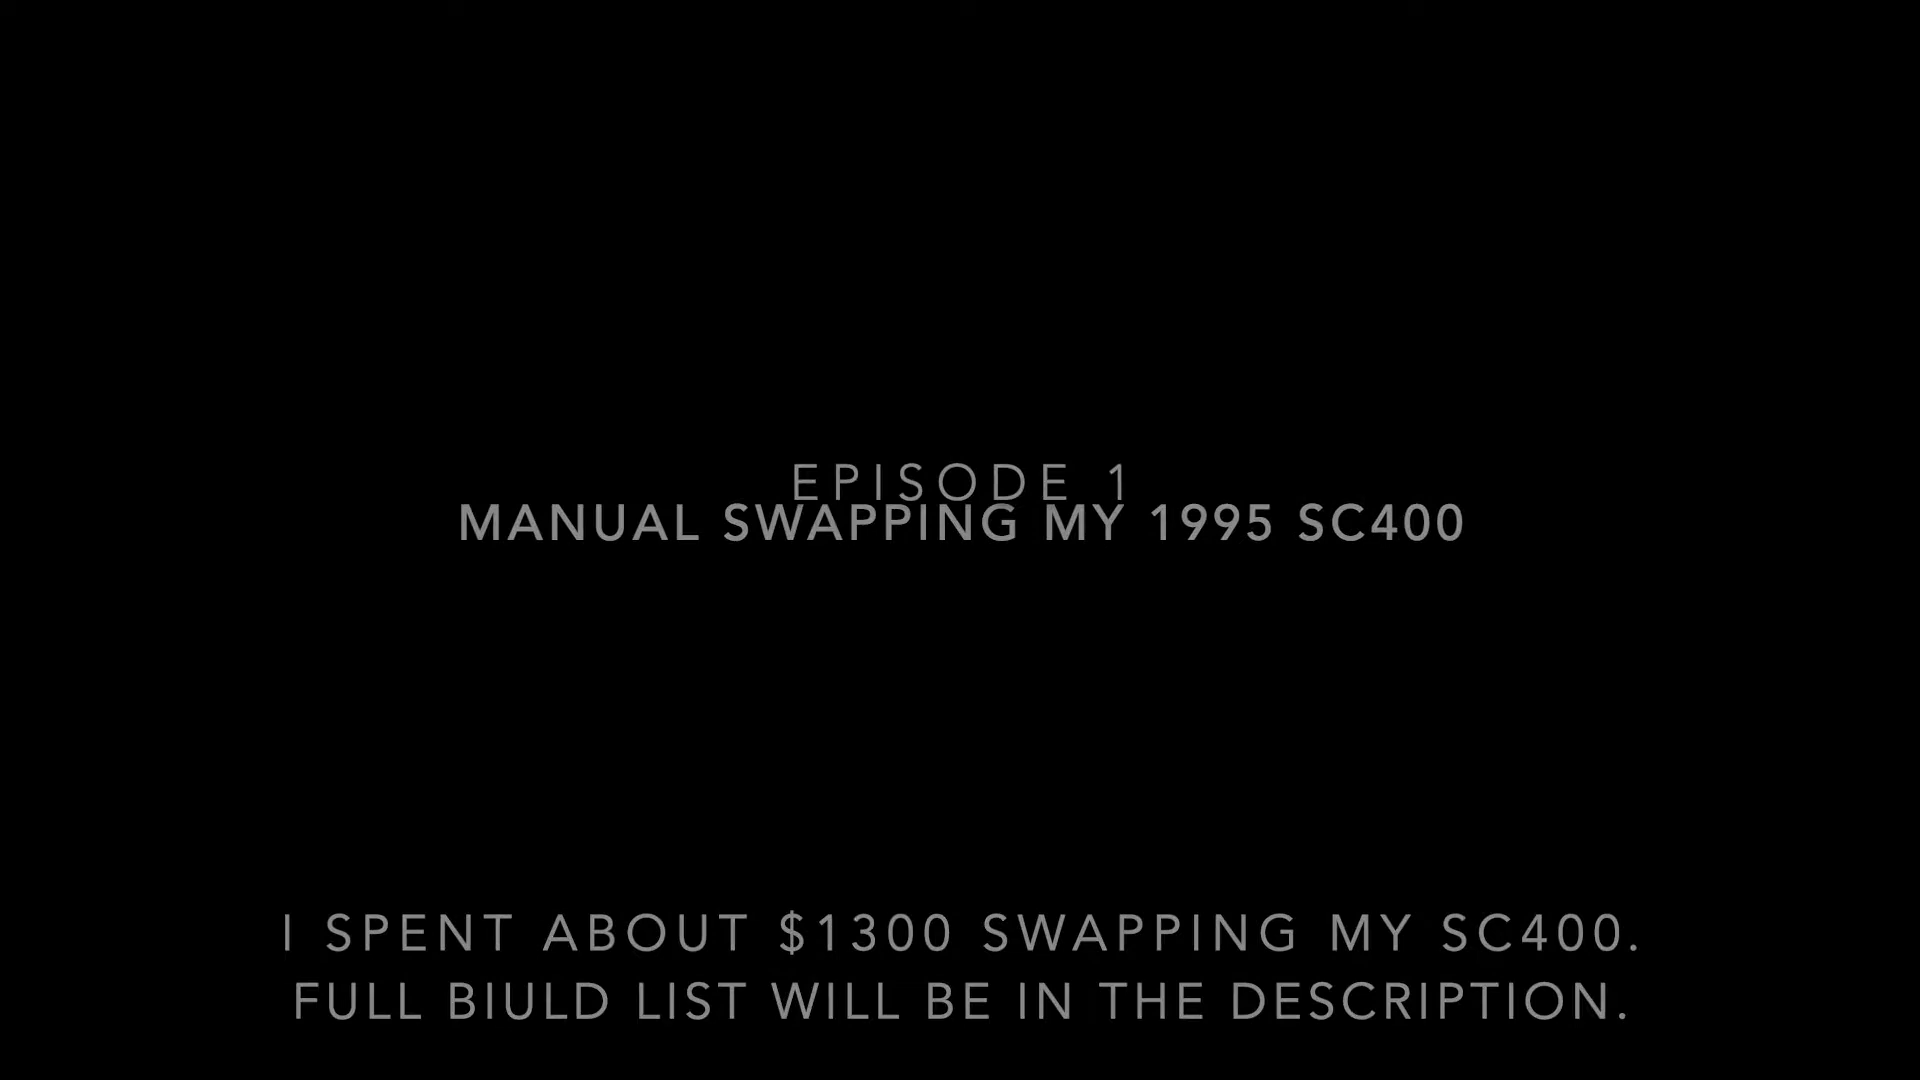 EPISODE 1
MANUAL SWAPPING MY 1995 SC400
I SPENT ABOUT $1300 SWAPPING MY SC400.
FULL BIULD LIST WILL BE IN THE DESCRIPTION.